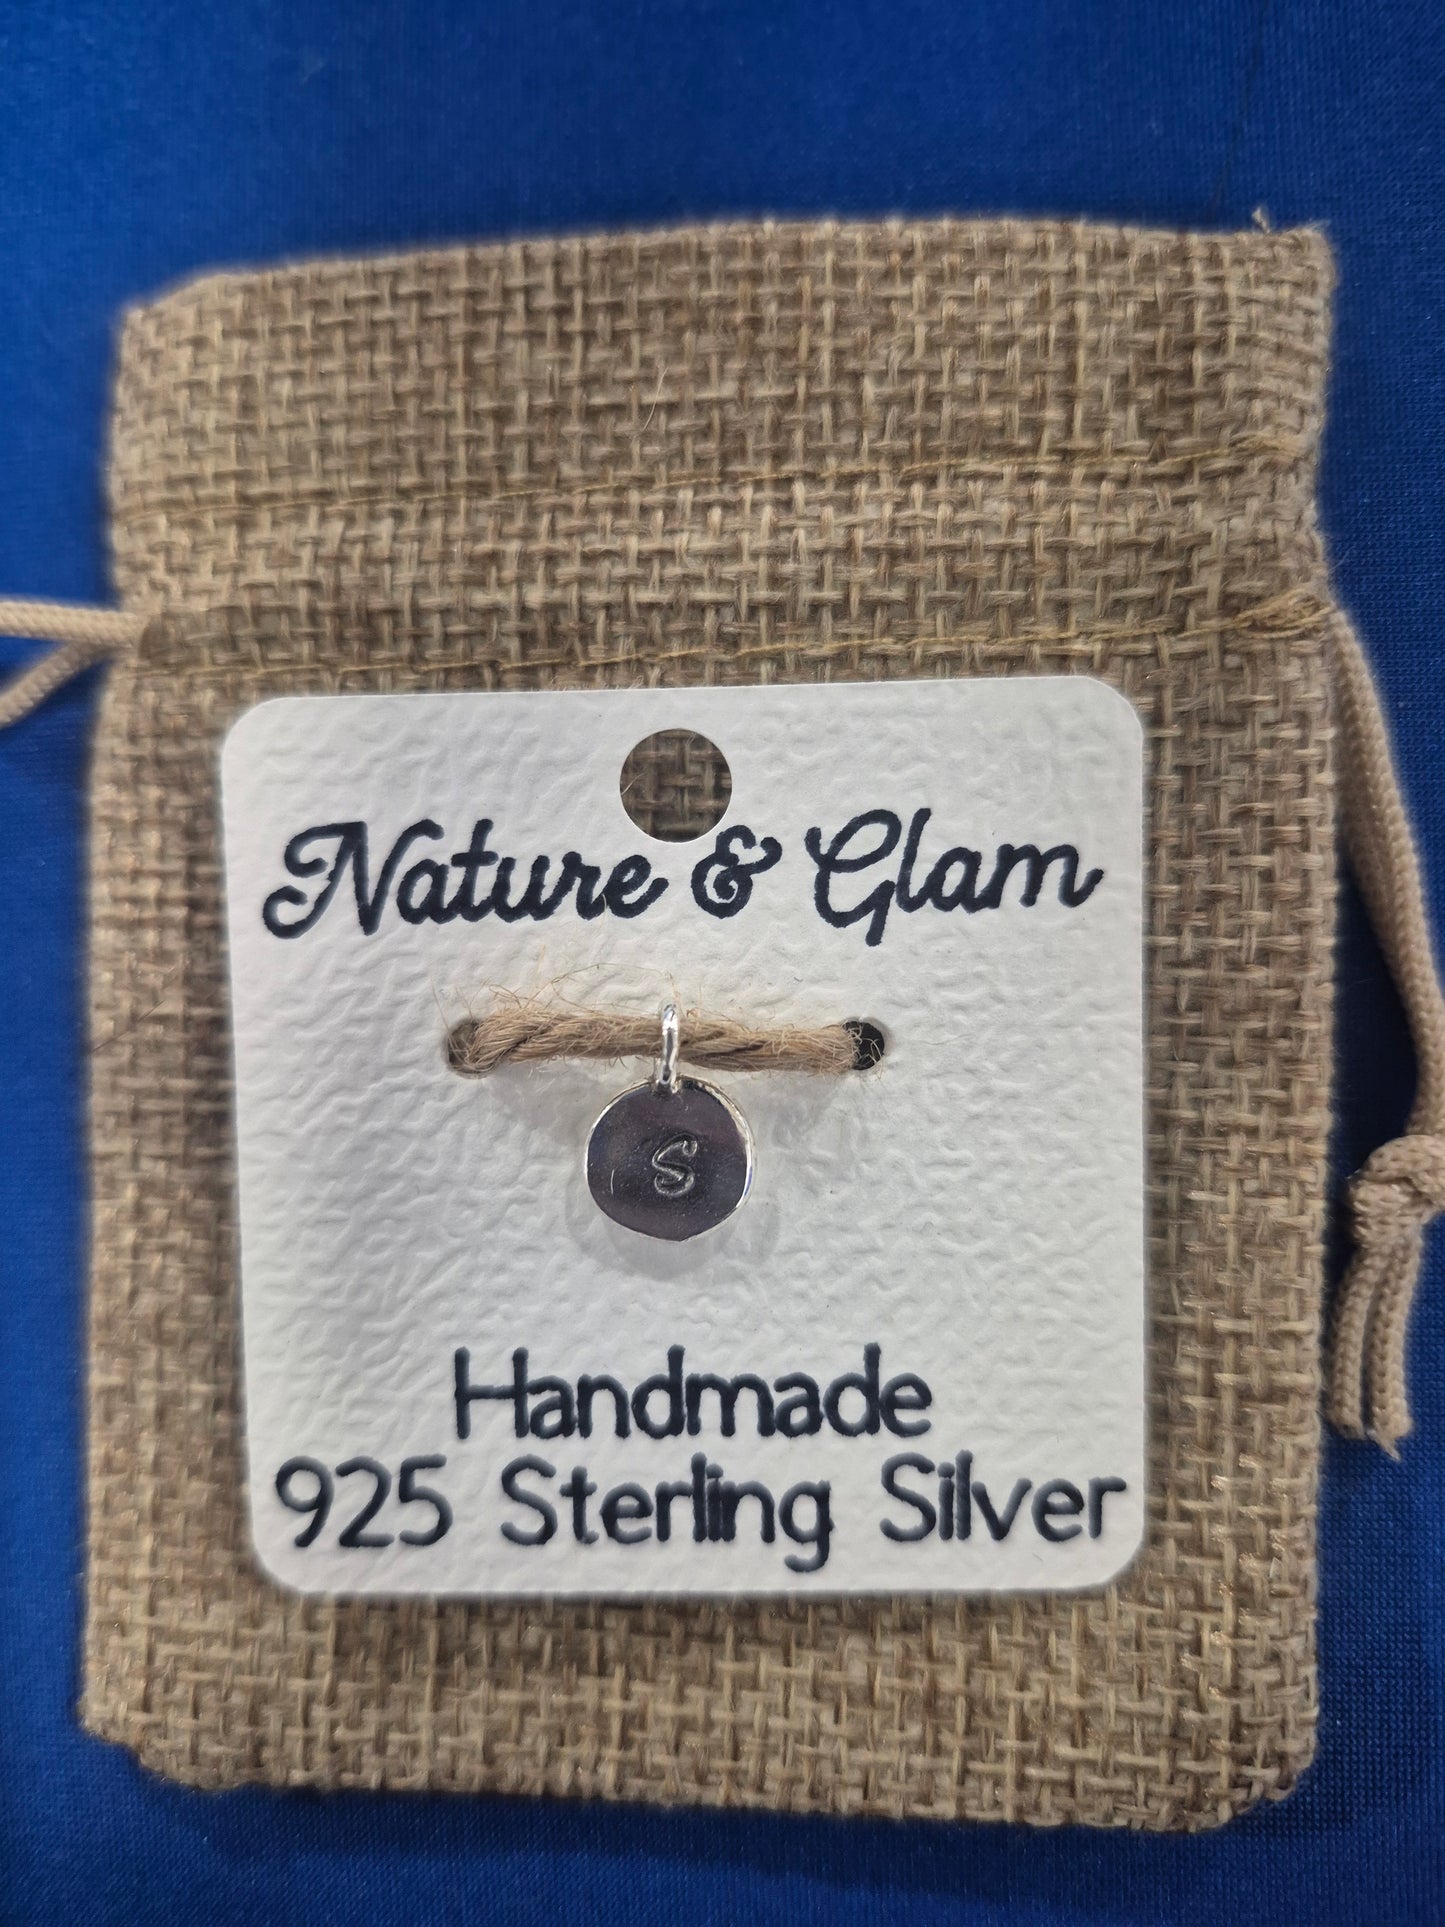 Nature & Glam
S
Handmade
925 Sterling Silver